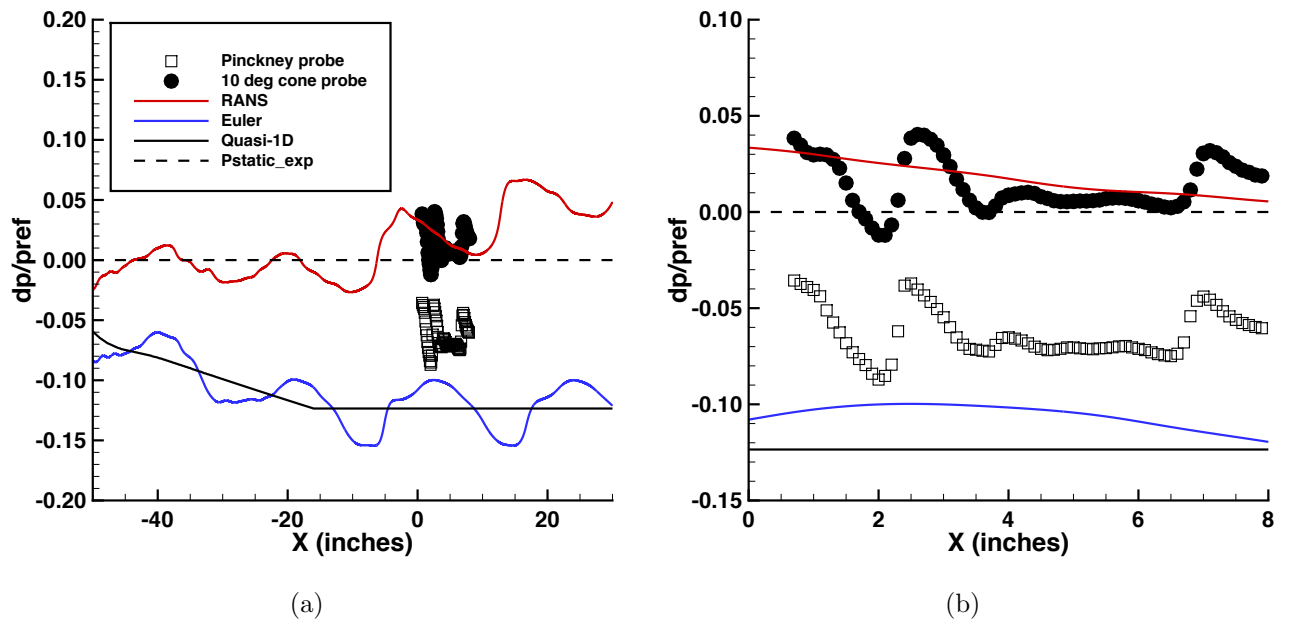 0.20
0.15
0.10
0.05
0.00
-0.05
-0.10
-0.15
-0.20
dp/pref
Pinckney probe
10 deg cone probe
RANS
Euler
Quasi-1D
Pstatic_exp
-40
-20
0
20
X (inches)
(a)
0.10
0.05
0.00
-0.05
-0.10
-0.15
dp/pref
0
2
4
6
8
X (inches)
(b)